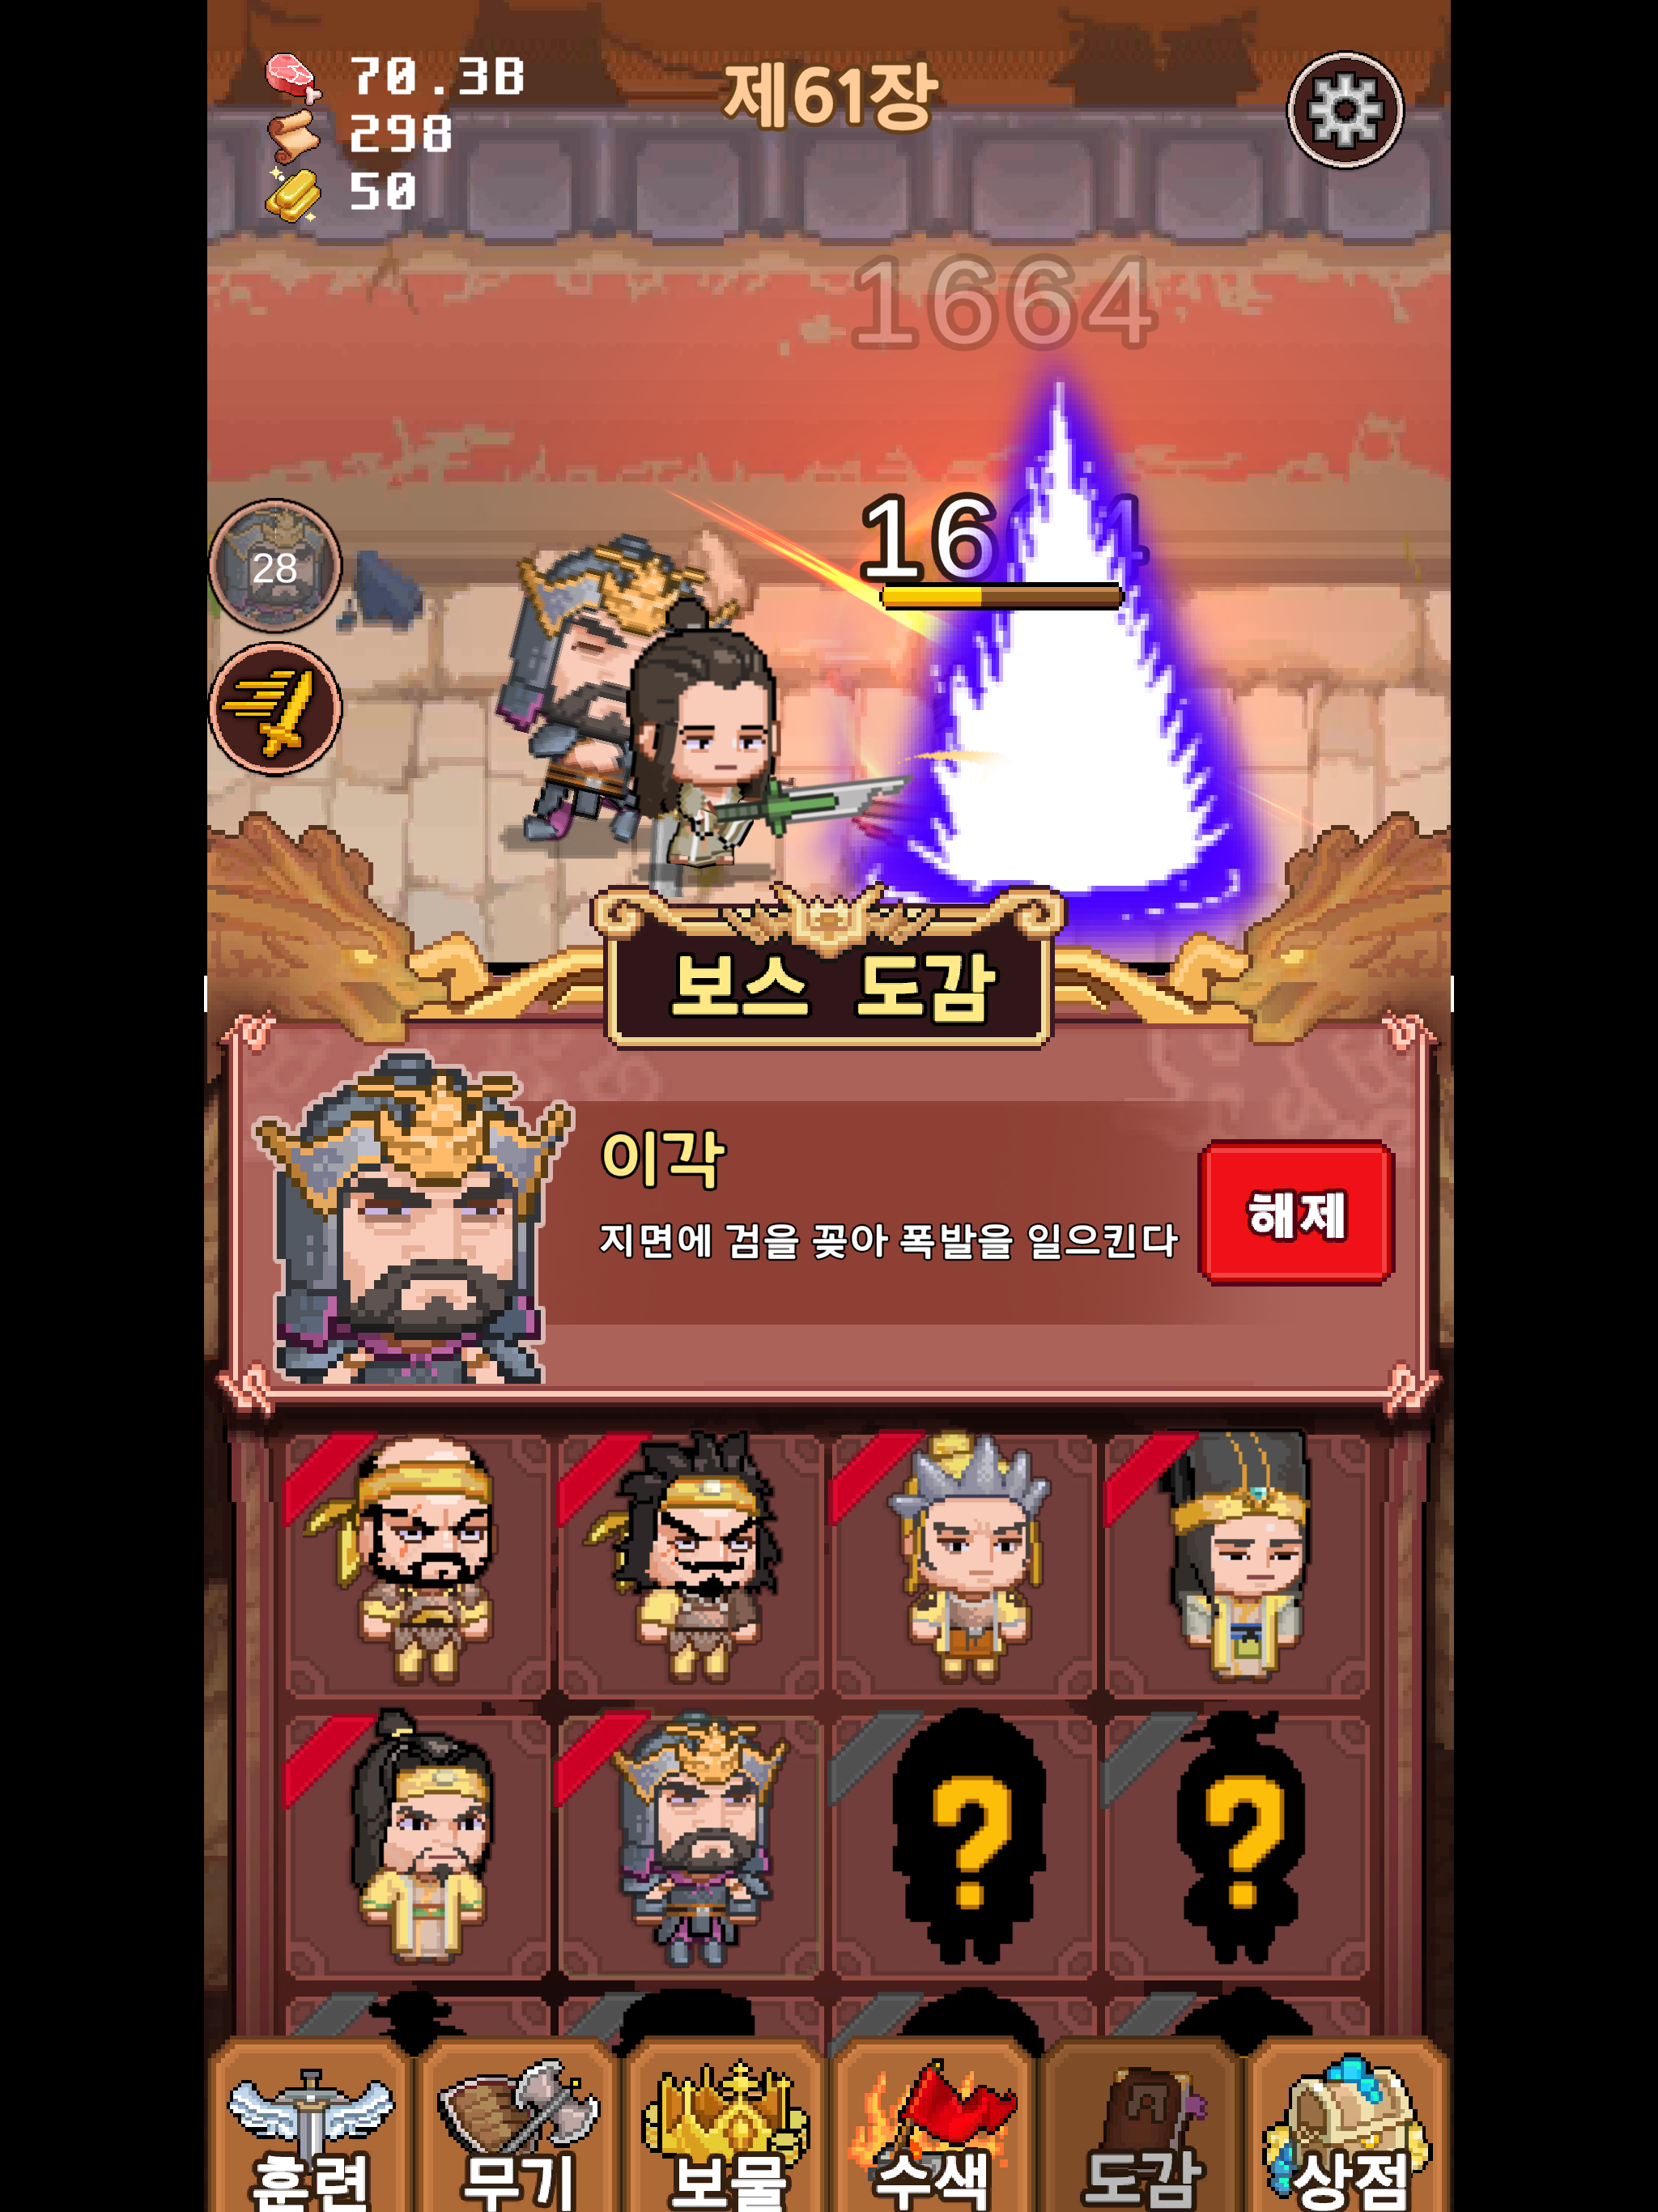 70.3B
제61장
298
50
1664
28
보스 도감
이각
지면에 검을 꽂아 폭발을 일으킨다
해제
?
?
훈련
무기
보물
수색
도감
상점